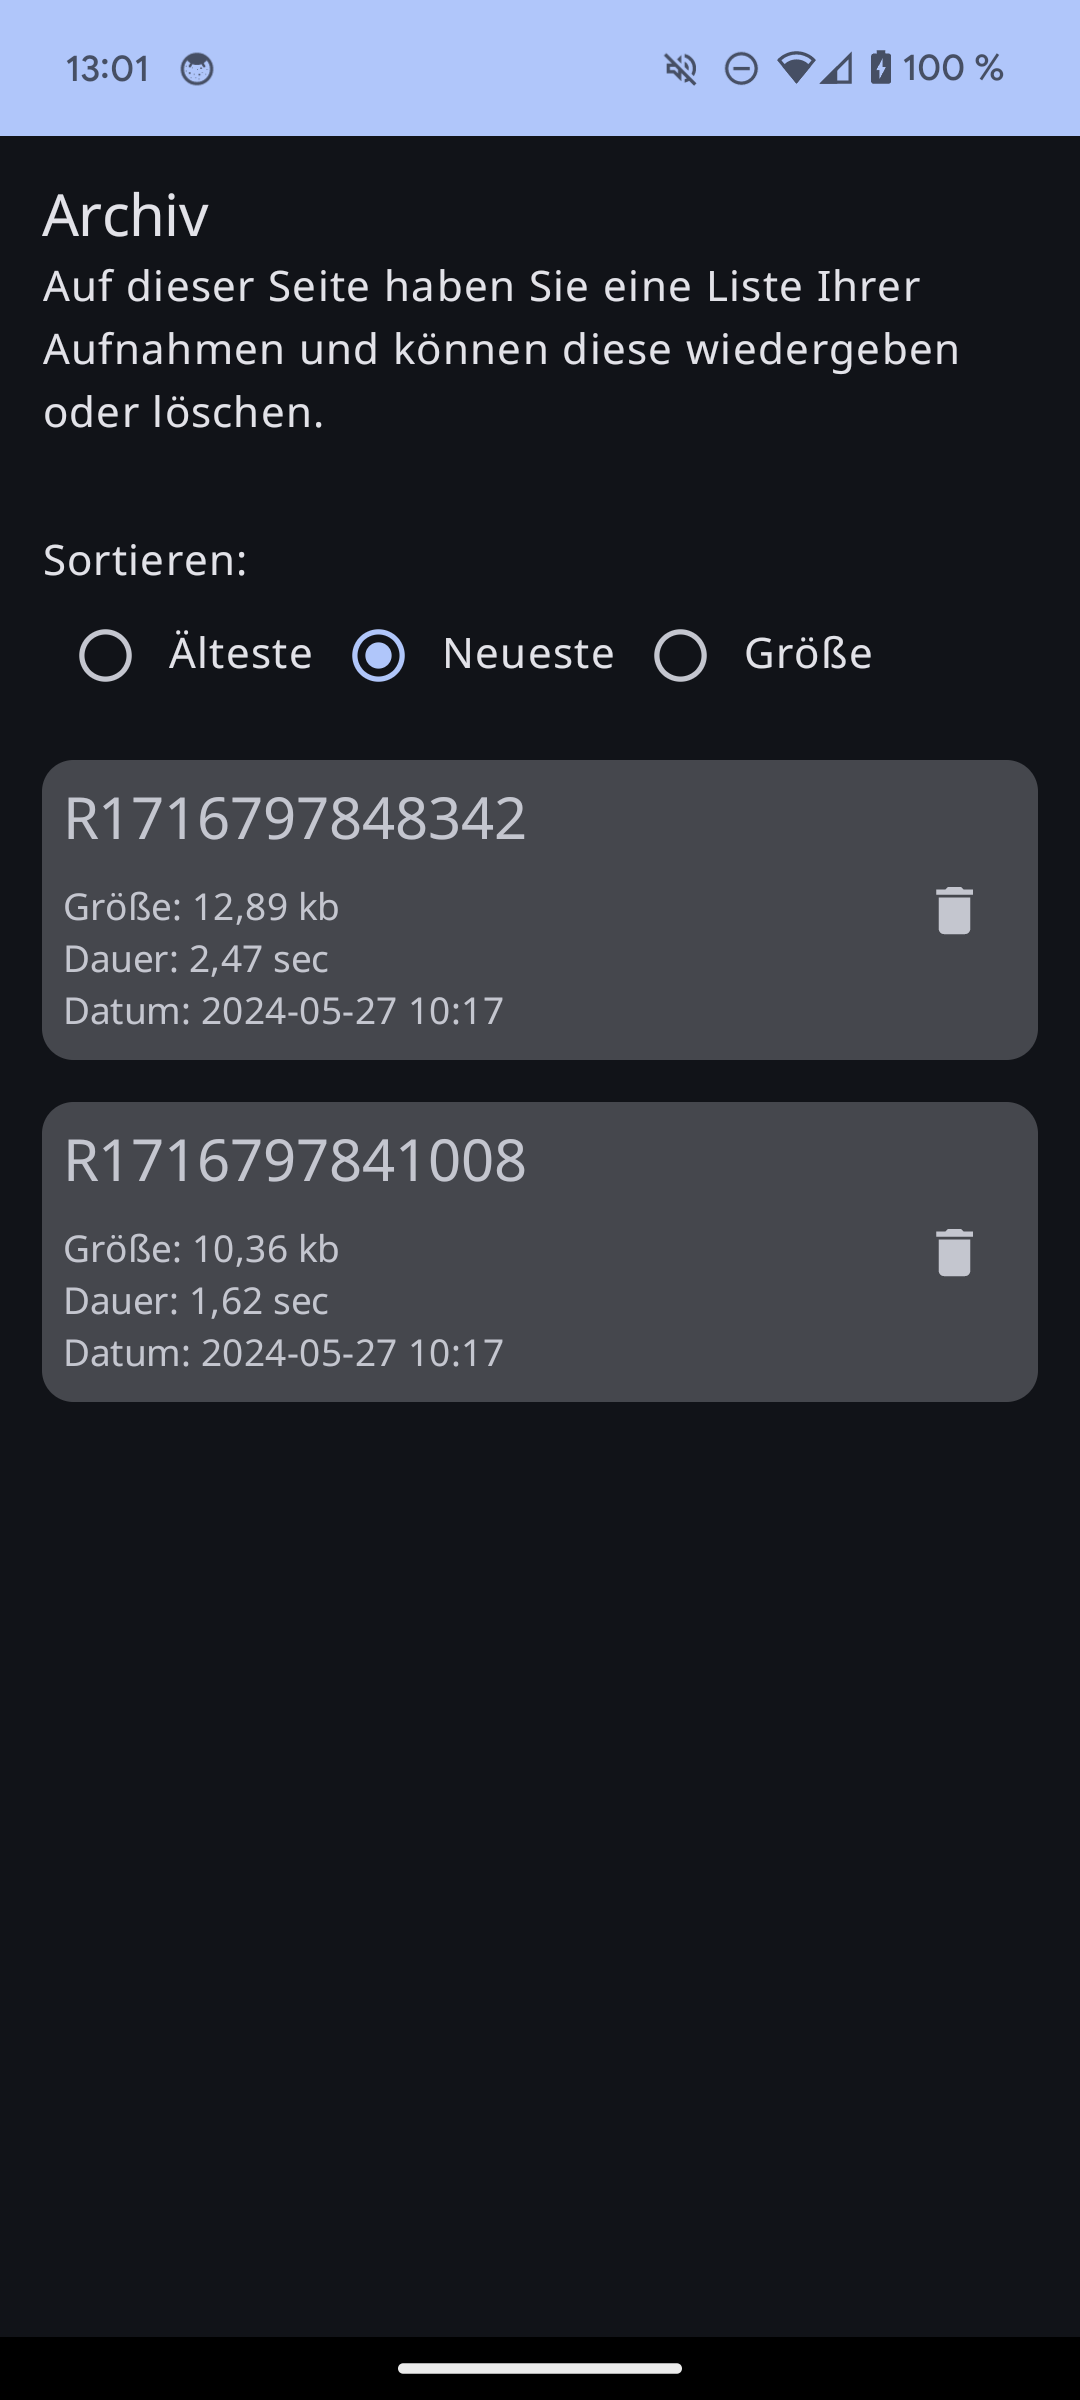 13:01 100 %
Archiv
Auf dieser Seite haben Sie eine Liste Ihrer
Aufnahmen und können diese wiedergeben
oder löschen.
Sortieren:
Älteste Neueste Größe
R1716797848342
Größe: 12,89 kb
Dauer: 2,47 sec
Datum: 2024-05-27 10:17
R1716797841008
Größe: 10,36 kb
Dauer: 1,62 sec
Datum: 2024-05-27 10:17